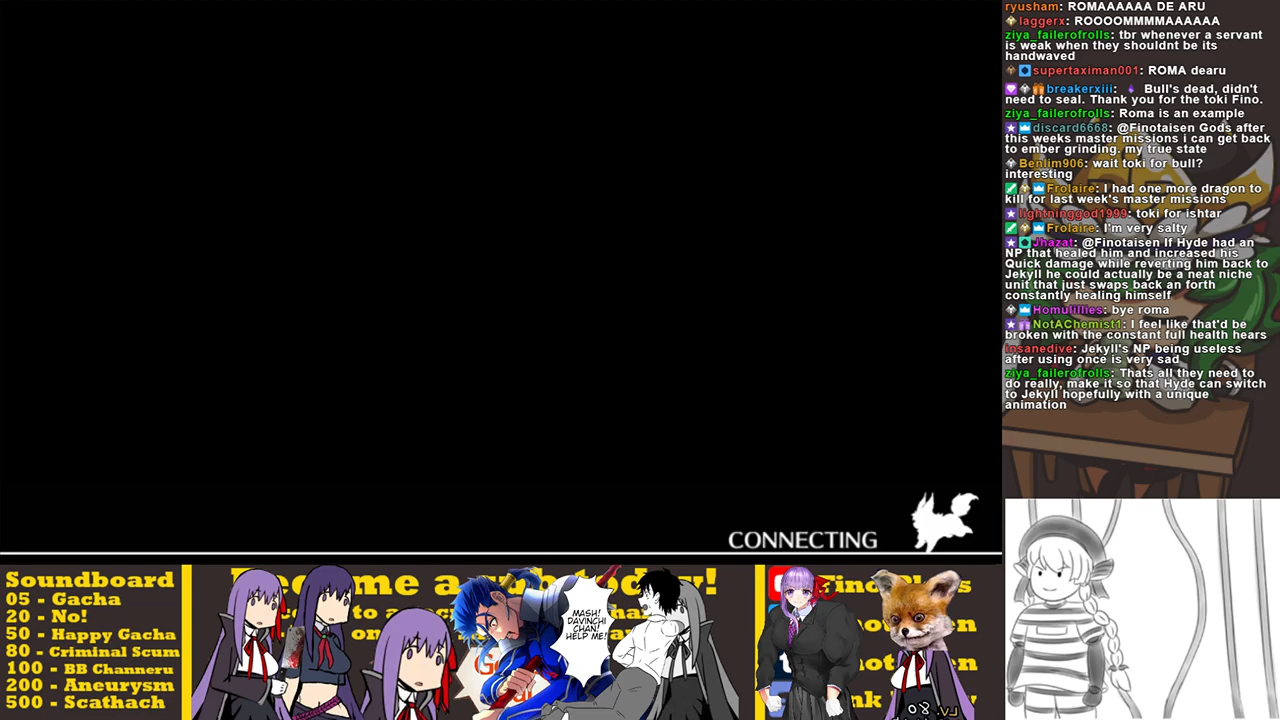 ryusham: ROMAAAAAA DE ARU
laggerx: ROOOOMMMMAAAAAA
ziya_failerofrolls: tbr whenever a servant
is weak when they shouldnt be its
handwaved
supertaximan001: ROMA dearu
breakerxiii: Bull's dead, didn't
need to seal. Thank you for the toki Fino.
ziya_failerofrolls: Roma is an example
discard6668: @Finotaisen Gods after
this weeks master missions i can get back
to ember grinding. my true state
Benlim906: wait toki for bull?
interesting
Frolaire: I had one more dragon to
kill for last week's master missions
lightninggod1999: toki for ishtar
Frolaire: I'm very salty
Jhazat: @Finotaisen If Hyde had an
NP that healed him and increased his
Quick damage while reverting him back to
Jekyll he could actually be a neat niche
unit that just swaps back an forth
constantly healing himself
Homulilies: bye roma
NotAChemist1: I feel like that'd be
broken with the constant full health hears
insanedive: Jekyll's NP being useless
after using once is very sad
ziya_failerofrolls: Thats all they need to
do really, make it so that Hyde can switch
to Jekyll hopefully with a unique
animation
CONNECTING
Soundboard
05 - Gacha
20 - No!
50 - Happy Gacha
80 - Criminal Scum
100 - BB Channeru
200 - Aneurysm
500 - Scathach
MASH!
DAVINCHI
CHAN!
HELP ME!
Lv. 80